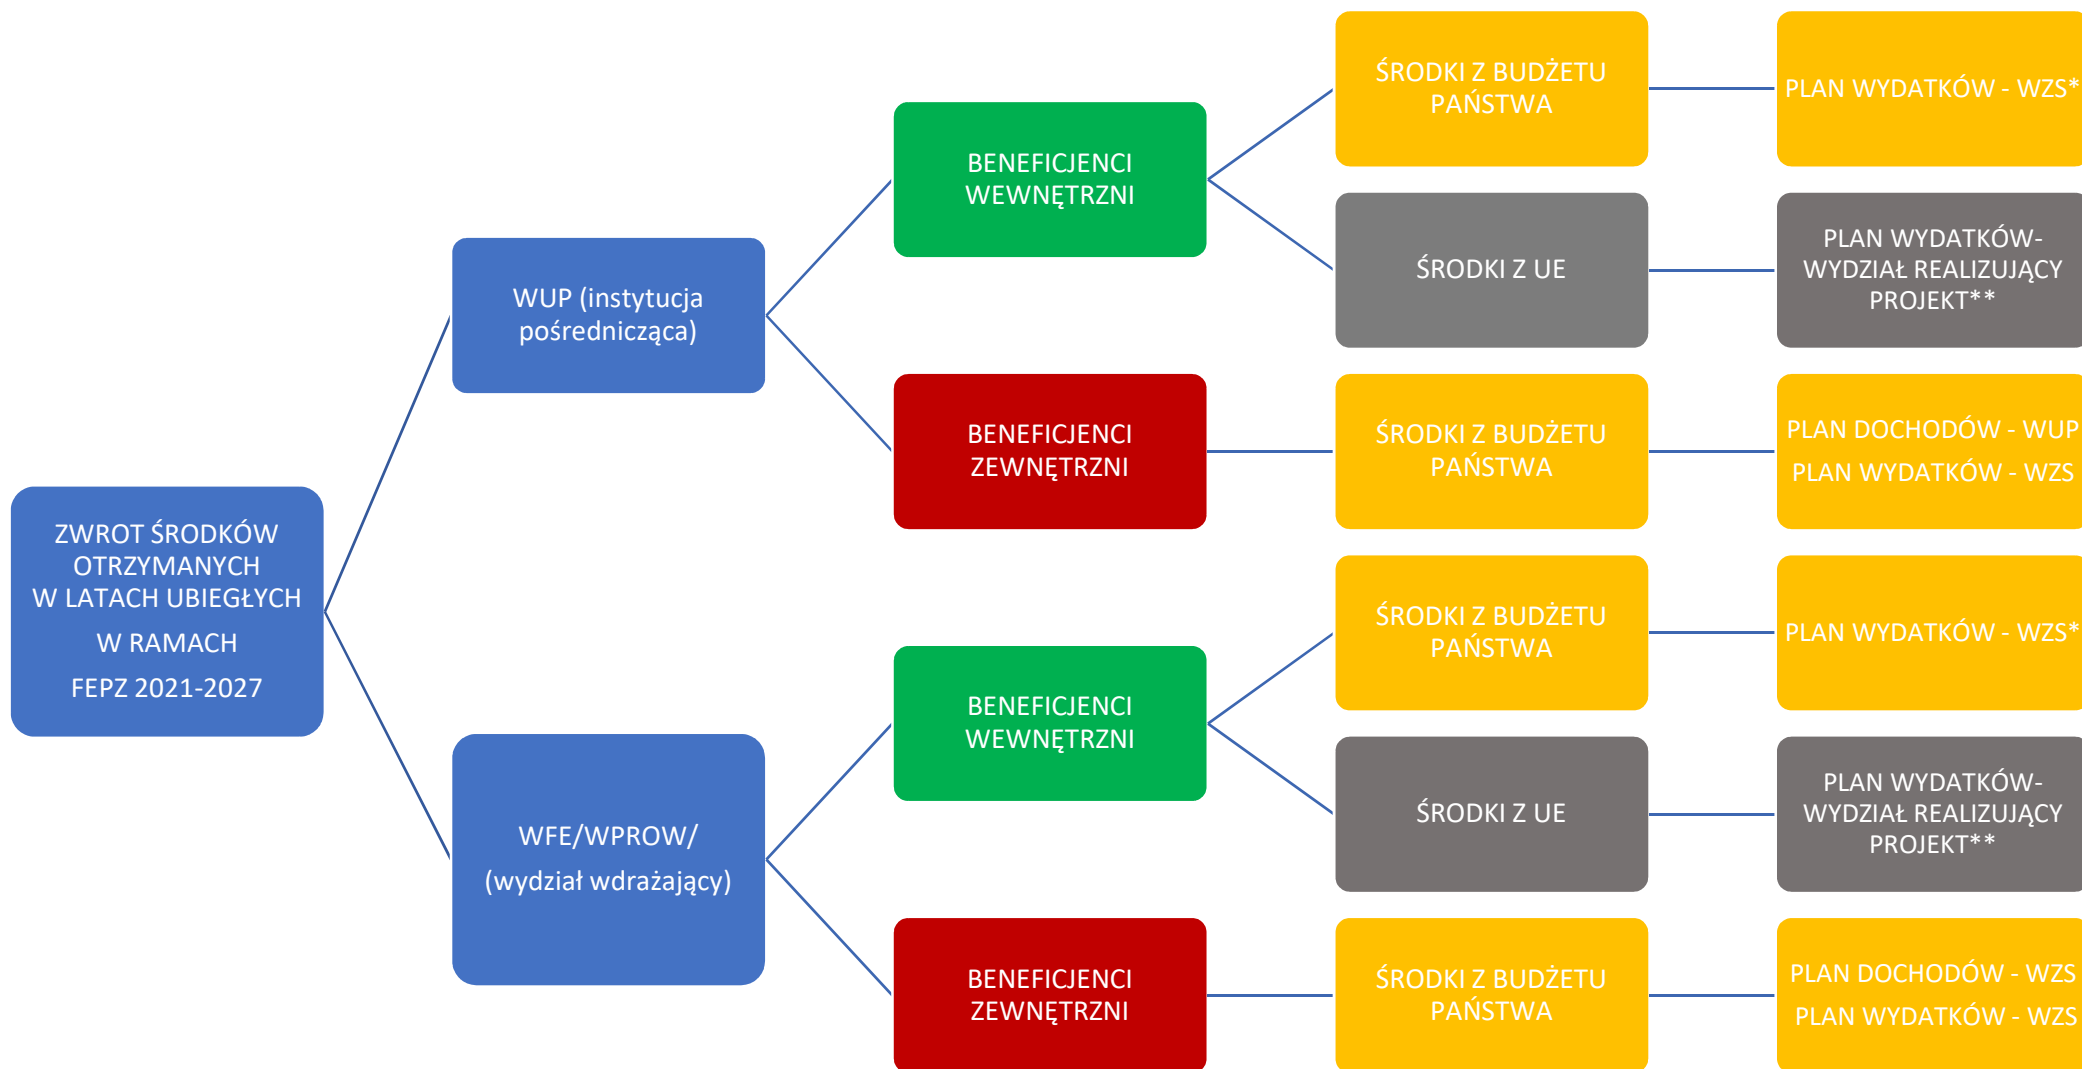 ZWROT ŚRODKÓW
OTRZYMANYCH
W LATACH UBIEGŁYCH
W RAMACH
FEPZ 2021-2027
WUP (instytucja
pośrednicząca)
BENEFICJENCI
WEWNĘTRZNI
ŚRODKI Z BUDŻETU
PAŃSTWA
PLAN WYDATKÓW - WZS*
ŚRODKI Z UE
PLAN WYDATKÓW-
WYDZIAŁ REALIZUJĄCY
PROJEKT**
BENEFICJENCI
ZEWNĘTRZNI
ŚRODKI Z BUDŻETU
PAŃSTWA
PLAN DOCHODÓW - WUP
PLAN WYDATKÓW - WZS
WFE/WPROW/
(wydział wdrażający)
BENEFICJENCI
WEWNĘTRZNI
ŚRODKI Z BUDŻETU
PAŃSTWA
PLAN WYDATKÓW - WZS*
ŚRODKI Z UE
PLAN WYDATKÓW-
WYDZIAŁ REALIZUJĄCY
PROJEKT**
BENEFICJENCI
ZEWNĘTRZNI
ŚRODKI Z BUDŻETU
PAŃSTWA
PLAN DOCHODÓW - WZS
PLAN WYDATKÓW - WZS